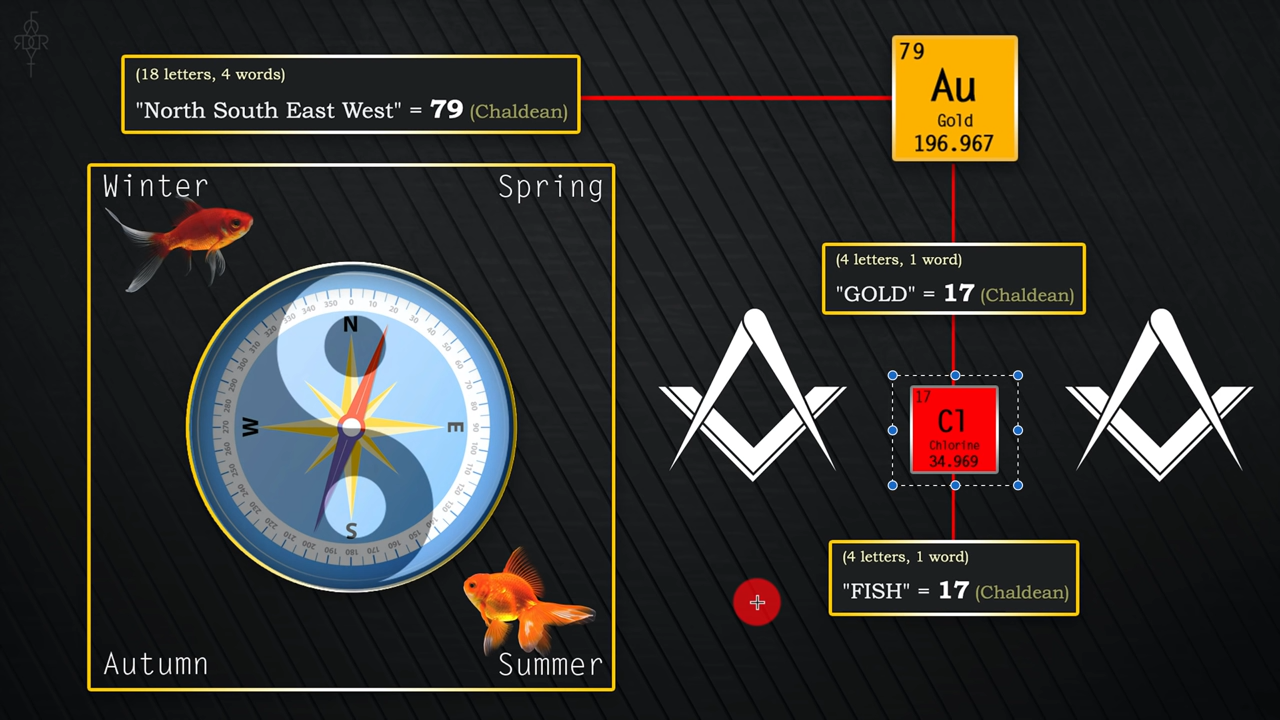 (18 letters, 4 words)
"North South East West" = 79 (Chaldean)
79
Au
Gold
196.967
Winter
Spring
N
E
S
W
Autumn
Summer
(4 letters, 1 word)
"GOLD" = 17 (Chaldean)
17
Cl
Chlorine
34.969
(4 letters, 1 word)
"FISH" = 17 (Chaldean)